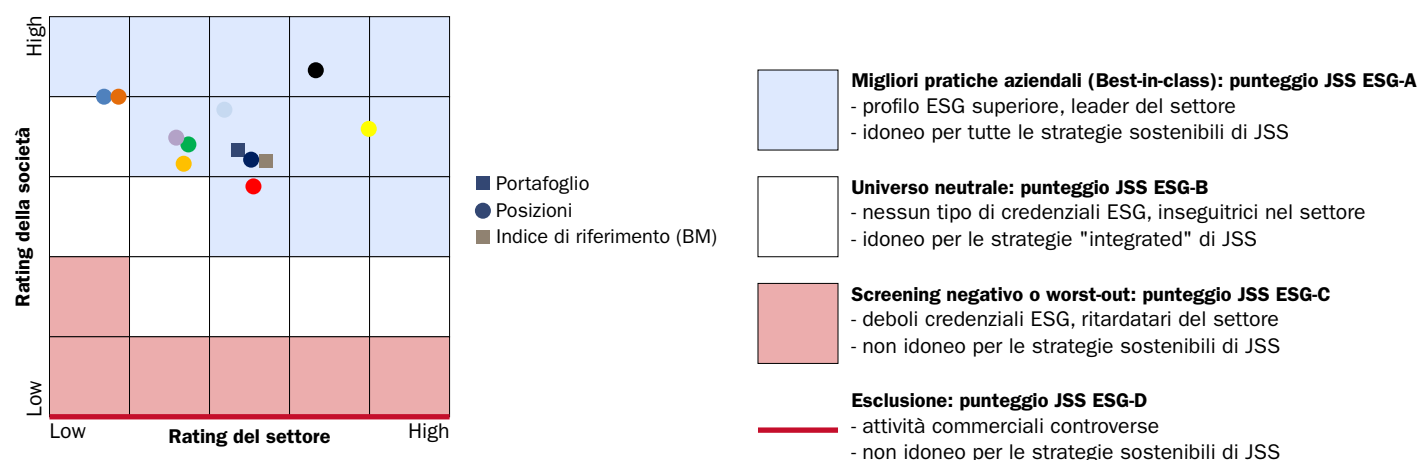 High
Rating della società
Low
Low
Rating del settore
High
Portafoglio
Posizioni
Indice di riferimento (BM)
Migliori pratiche aziendali (Best-in-class): punteggio JSS ESG-A
- profilo ESG superiore, leader del settore
- idoneo per tutte le strategie sostenibili di JSS
Universo neutrale: punteggio JSS ESG-B
- nessun tipo di credenziali ESG, inseguitrici nel settore
- idoneo per le strategie "integrated" di JSS
Screening negativo o worst-out: punteggio JSS ESG-C
- deboli credenziali ESG, ritardatari del settore
- non idoneo per le strategie sostenibili di JSS
Esclusione: punteggio JSS ESG-D
- attività commerciali controverse
- non idoneo per le strategie sostenibili di JSS